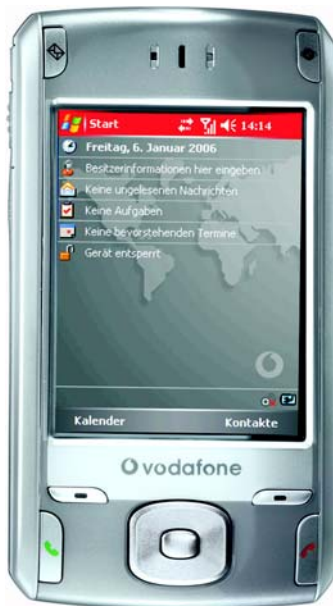 Start 14:14
Freitag, 6. Januar 2006
Besitzerinformationen hier eingeben
Keine ungelesenen Nachrichten
Keine Aufgaben
Keine bevorstehenden Termine
Gerät entsperrt
Kalender Kontakte
vodafone